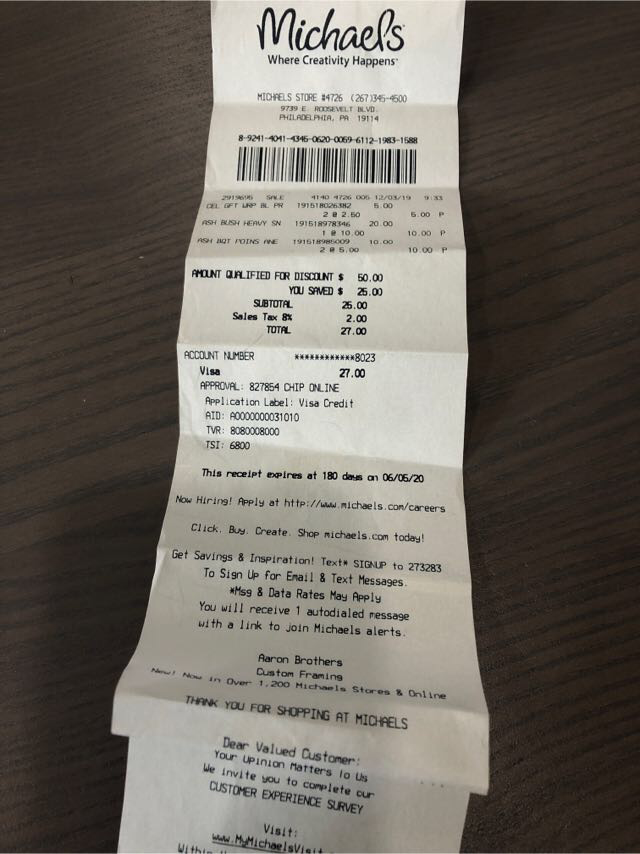 Michaels
Where Creativity Happens™
MICHAELS STORE #4726 (267)345-4500
9739 E. ROOSEVELT BLVD.
PHILADELPHIA, PA 19114
8-9241-4041-4345-0620-0059-6112-1983-1588
2919695 SALE 4140 4726 005 12/03/19 9:33
CEL GFT WRP BL PR 191518026382 5.00
2 @ 2.50 5.00 P
ASH BUSH HEAVY SN 191518978346 20.00
1 @ 10.00 10.00 P
ASH BQT POINS ANE 191518985009 10.00
2 @ 5.00 10.00 P
AMOUNT QUALIFIED FOR DISCOUNT $ 50.00
YOU SAVED $ 25.00
SUBTOTAL 25.00
Sales Tax 8% 2.00
TOTAL 27.00
ACCOUNT NUMBER ************8023
Visa 27.00
APPROVAL: 827854 CHIP ONLINE
Application Label: Visa Credit
AID: A0000000031010
TVR: 8080008000
TSI: 6800
This receipt expires at 180 days on 06/05/20
Now Hiring! Apply at http://www.michaels.com/careers
Click. Buy. Create. Shop michaels.com today!
Get Savings & Inspiration! Text* SIGNUP to 273283
To Sign Up for Email & Text Messages.
*Msg & Data Rates May Apply
You will receive 1 autodialed message
with a link to join Michaels alerts.
Aaron Brothers
Custom Framing
New! Now in Over 1,200 Michaels Stores & Online
THANK YOU FOR SHOPPING AT MICHAELS
Dear Valued Customer:
Your Opinion Matters To Us
We invite you to complete our
CUSTOMER EXPERIENCE SURVEY
Visit:
www.MyMichaelsVisit